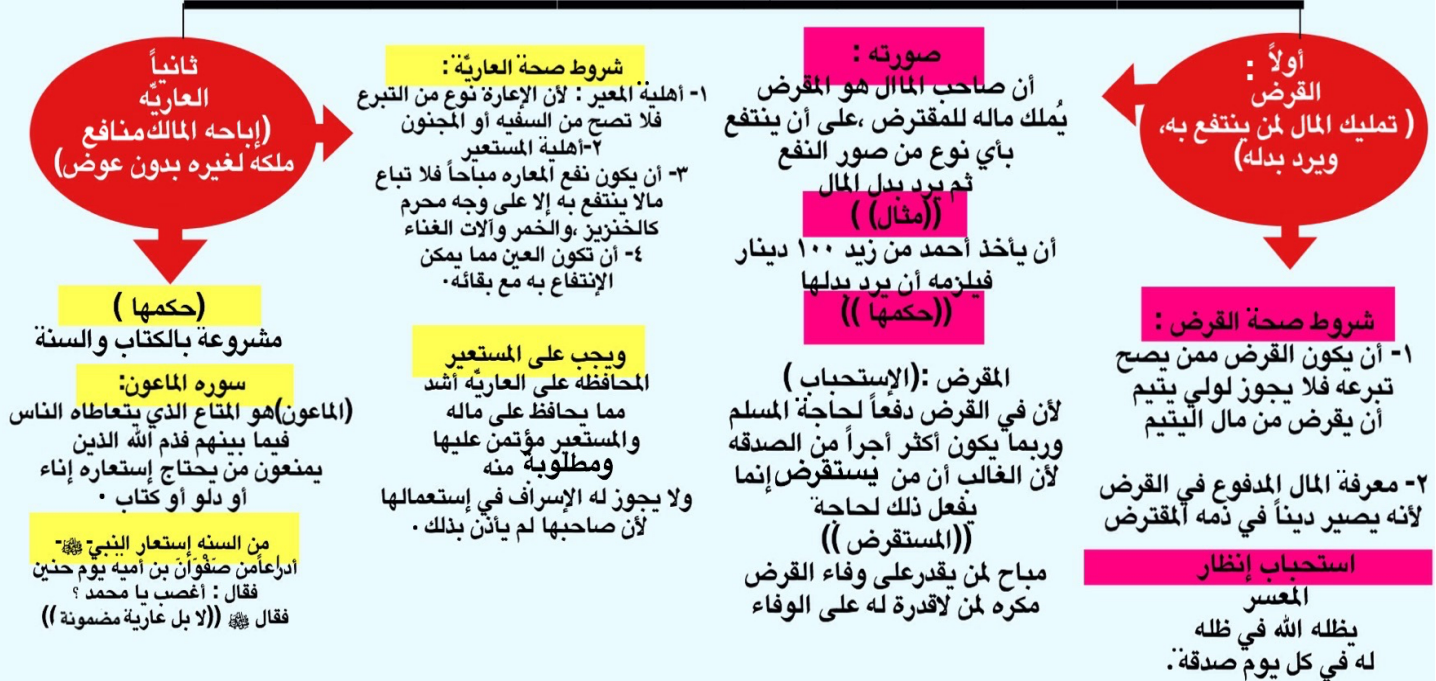 أولاً
:
القرض
( تمليك المال لمن ينتفع به،
ويرد بدله)
شروط صحة القرض :
١- أن يكون القرض ممن يصح
تبرعه فلا يجوز لولي يتيم
أن يقرض من مال اليتيم
٢- معرفة المال المدفوع في القرض
لأنه يصير ديناً في ذمه المقترض
استحباب إنظار
المعسر
يظله الله في ظله
له في كل يوم صدقة.
صورته :
أن صاحب الماال هو المقرض
يُملك ماله للمقترض ،على أن ينتفع
بأي نوع من صور النفع
ثم يرد بدل المال
((مثال) )
أن يأخذ أحمد من زيد ١٠٠ دينار
فيلزمه أن يرد بدلها
((حكمها ))
المقرض :(الإستحباب )
لأن في القرض دفعاً لحاجة المسلم
وربما يكون أكثر أجراً من الصدقه
لأن الغالب أن من يستقرض إنما
يفعل ذلك لحاجة
((المستقرض ))
مباح لمن يقدرعلى وفاء القرض
مكره لمن لاقدرة له على الوفاء
شروط صحة العاريَّة :
١- أهلية المعير : لأن الإعارة نوع من التبرع
فلا تصح من السفيه أو المجنون
٢-أهلية المستعير
٣- أن يكون نفع المعاره مباحاً فلا تباع
مالا ينتفع به إلا على وجه محرم
كالخنزيز ،والخمر وآلات الغناء
٤- أن تكون العين مما يمكن
الإنتفاع به مع بقائه.
ويجب على المستعير
المحافظه على العاريَّه أشد
مما يحافظ على ماله
والمستعير مؤتمن عليها
ومطلوبة منه
ولا يجوز له الإسراف في إستعمالها
لأن صاحبها لم يأذن بذلك .
ثانياً
العاريَّه
(إباحه المالك منافع
ملكه لغيره بدون عوض)
(حكمها )
مشروعة بالكتاب والسنة
سوره الماعون:
(الماعون)هو المتاع الذي يتعاطاه الناس
فيما بينهم فذم الله الذين
يمنعون من يحتاج إستعاره إناء
أو دلو أو كتاب .
من السنه إستعار النبي- ﷺ-
أدراعاًمن صَفْوَانَ بن أمية يوم حنين
فقال : أغصب يا محمد ؟
فقال ﷺ ((لا بل عارية مضمونة ))